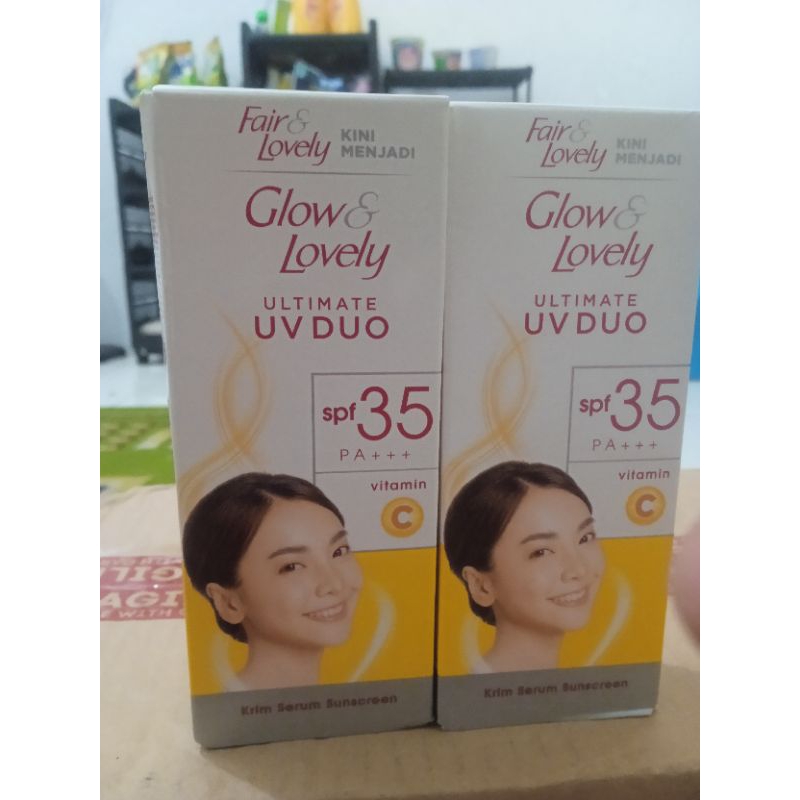 Fair &
Lovely
KINI
MENJADI
Glow &
Lovely
ULTIMATE
UV DUO
spf 35
PA+++
vitamin
C
Krim Serum Sunscreen
Fair &
Lovely
KINI
MENJADI
Glow &
Lovely
ULTIMATE
UV DUO
spf 35
PA+++
vitamin
C
Krim Serum Sunscreen